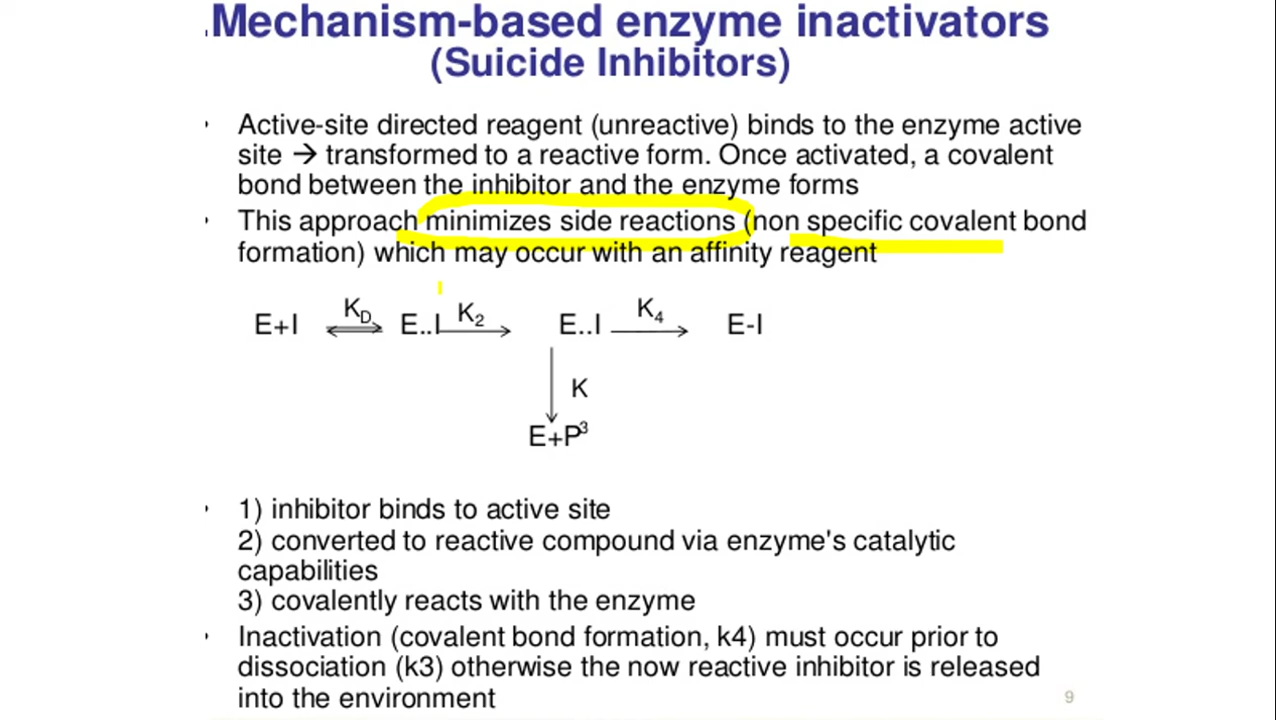 .Mechanism-based enzyme inactivators
(Suicide Inhibitors)
Active-site directed reagent (unreactive) binds to the enzyme active
site → transformed to a reactive form. Once activated, a covalent
bond between the inhibitor and the enzyme forms
This approach minimizes side reactions (non specific covalent bond
formation) which may occur with an affinity reagent
E+I ⇌ K_D E..I → K₂ E..I → K₄ E-I
↓ K
E+P³
1) inhibitor binds to active site
2) converted to reactive compound via enzyme's catalytic
capabilities
3) covalently reacts with the enzyme
Inactivation (covalent bond formation, k4) must occur prior to
dissociation (k3) otherwise the now reactive inhibitor is released
into the environment
9